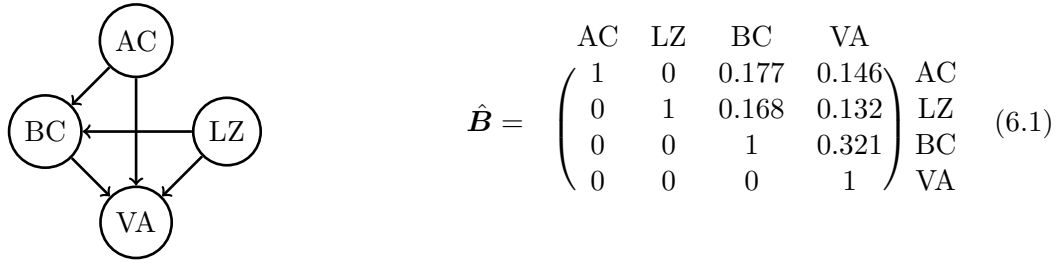 AC
BC
LZ
VA
AC LZ BC VA
1 0 0.177 0.146 AC
0 1 0.168 0.132 LZ
B̂ = (6.1)
0 0 1 0.321 BC
0 0 0 1 VA